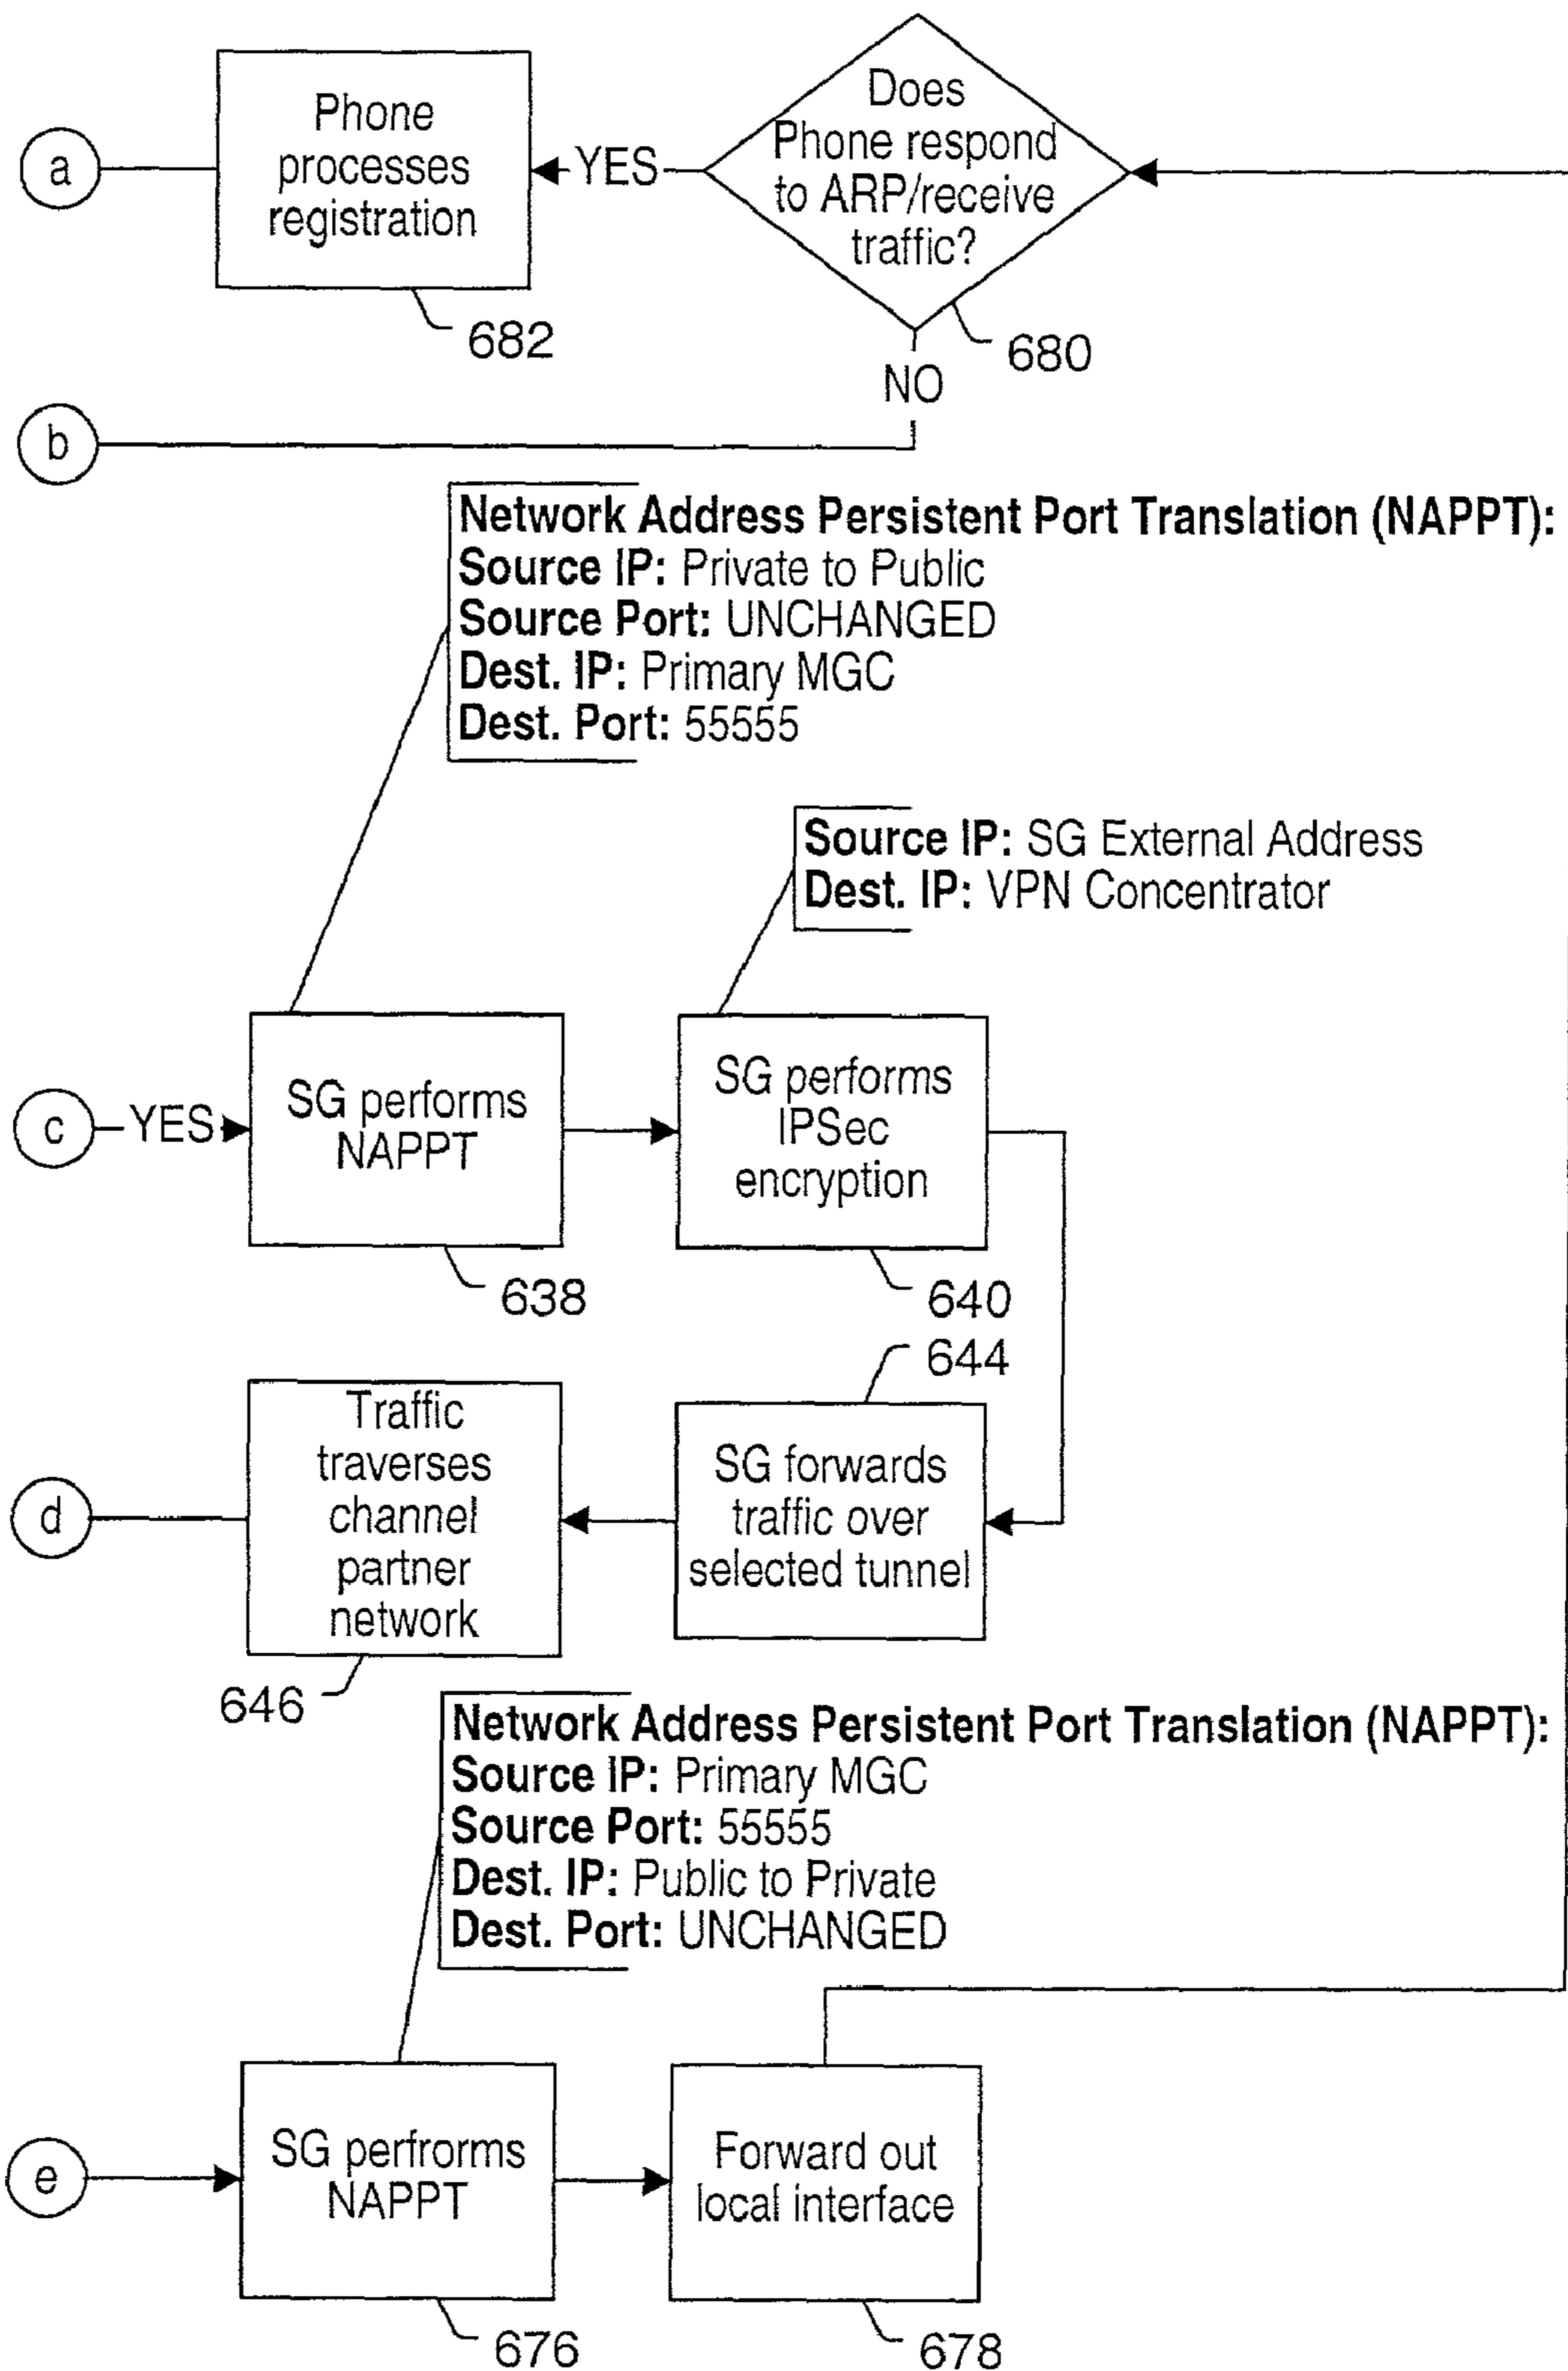 a
Phone
processes
registration
682
YES
Does
Phone respond
to ARP/receive
traffic?
680
NO
b
Network Address Persistent Port Translation (NAPPT):
Source IP: Private to Public
Source Port: UNCHANGED
Dest. IP: Primary MGC
Dest. Port: 55555
Source IP: SG External Address
Dest. IP: VPN Concentrator
c
YES
SG performs
NAPPT
638
SG performs
IPSec
encryption
640
644
d
Traffic
traverses
channel
partner
network
646
SG forwards
traffic over
selected tunnel
Network Address Persistent Port Translation (NAPPT):
Source IP: Primary MGC
Source Port: 55555
Dest. IP: Public to Private
Dest. Port: UNCHANGED
e
SG perfrorms
NAPPT
676
Forward out
local interface
678